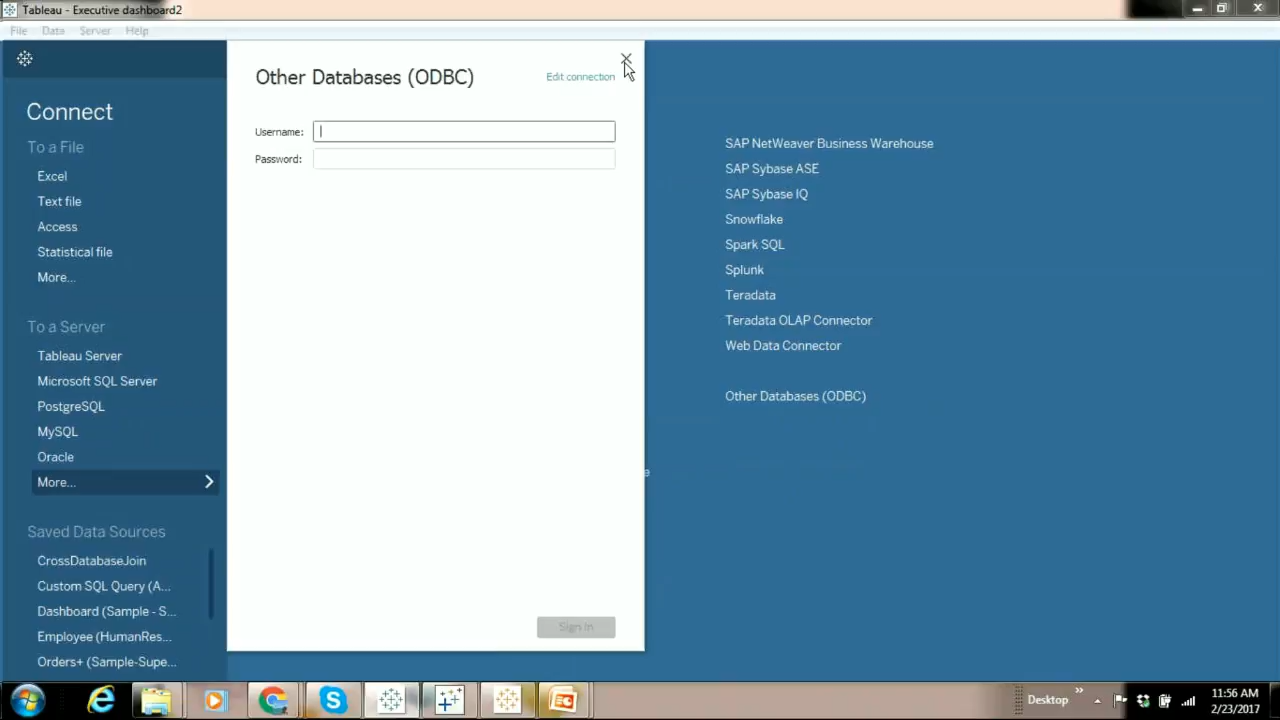 Tableau - Executive dashboard2
File Data Server Help
Connect
To a File
Excel
Text file
Access
Statistical file
More...
To a Server
Tableau Server
Microsoft SQL Server
PostgreSQL
MySQL
Oracle
More...
Saved Data Sources
CrossDatabaseJoin
Custom SQL Query (A...
Dashboard (Sample - S...
Employee (HumanRes...
Orders+ (Sample-Supe...
Other Databases (ODBC)
Edit connection
Username:
Password:
Sign In
e
SAP NetWeaver Business Warehouse
SAP Sybase ASE
SAP Sybase IQ
Snowflake
Spark SQL
Splunk
Teradata
Teradata OLAP Connector
Web Data Connector
Other Databases (ODBC)
Desktop
11:56 AM
2/23/2017